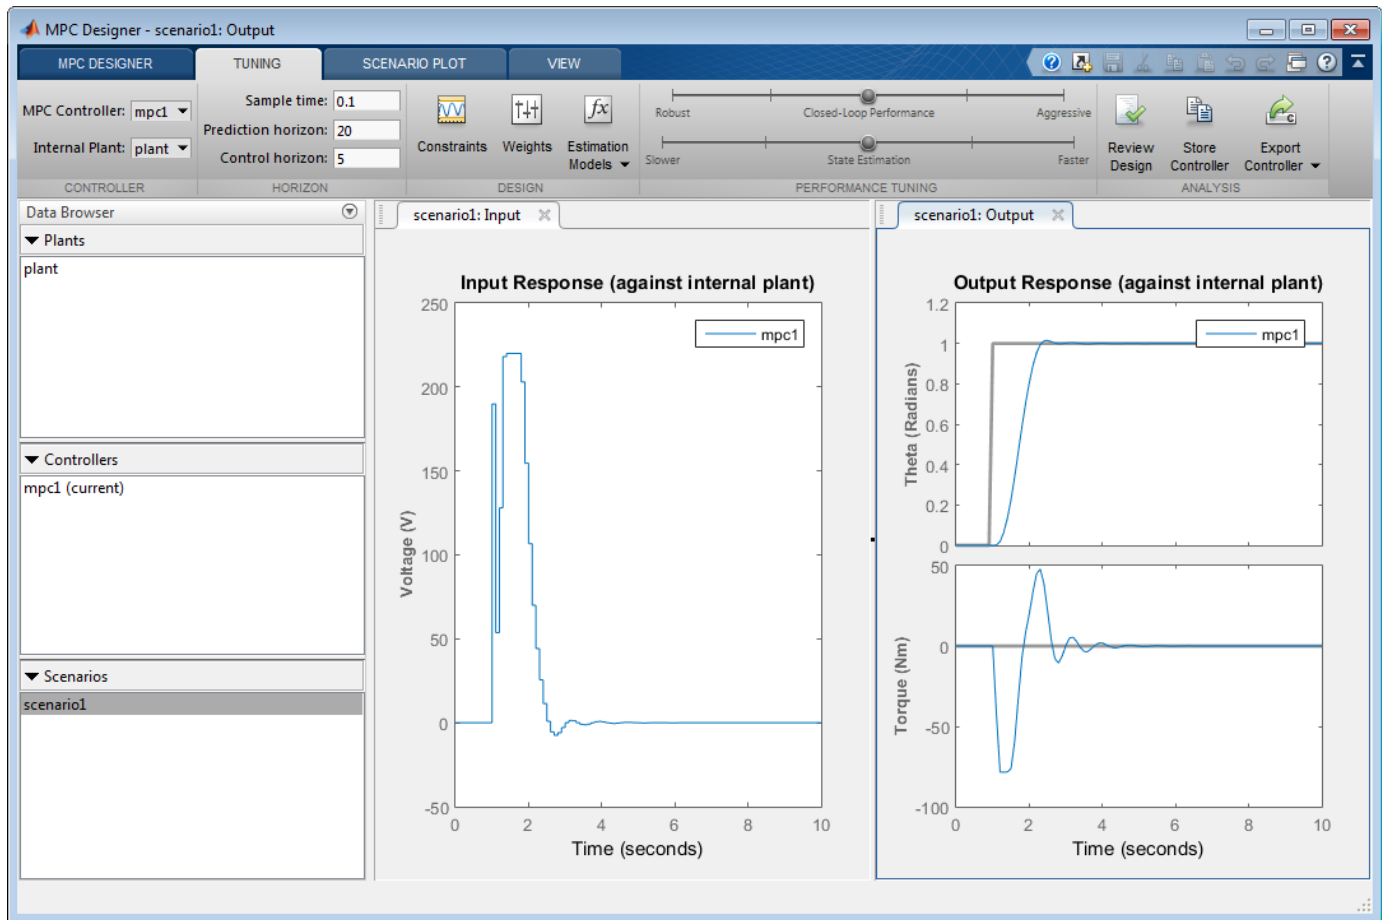 MPC Designer - scenario1: Output
MPC DESIGNER TUNING SCENARIO PLOT VIEW
MPC Controller: mpc1
Internal Plant: plant
CONTROLLER
Sample time: 0.1
Prediction horizon: 20
Control horizon: 5
HORIZON
Constraints Weights Estimation
Models
DESIGN
Robust Closed-Loop Performance Aggressive
Slower State Estimation Faster
PERFORMANCE TUNING
Review
Design
Store
Controller
Export
Controller
ANALYSIS
Data Browser
Plants
plant
Controllers
mpc1 (current)
Scenarios
scenario1
scenario1: Input
Input Response (against internal plant)
mpc1
250
200
150
100
50
0
-50
Voltage (V)
0 2 4 6 8 10
Time (seconds)
scenario1: Output
Output Response (against internal plant)
mpc1
1.2
1
0.8
0.6
0.4
0.2
0
Theta (Radians)
50
0
-50
-100
Torque (Nm)
0 2 4 6 8 10
Time (seconds)